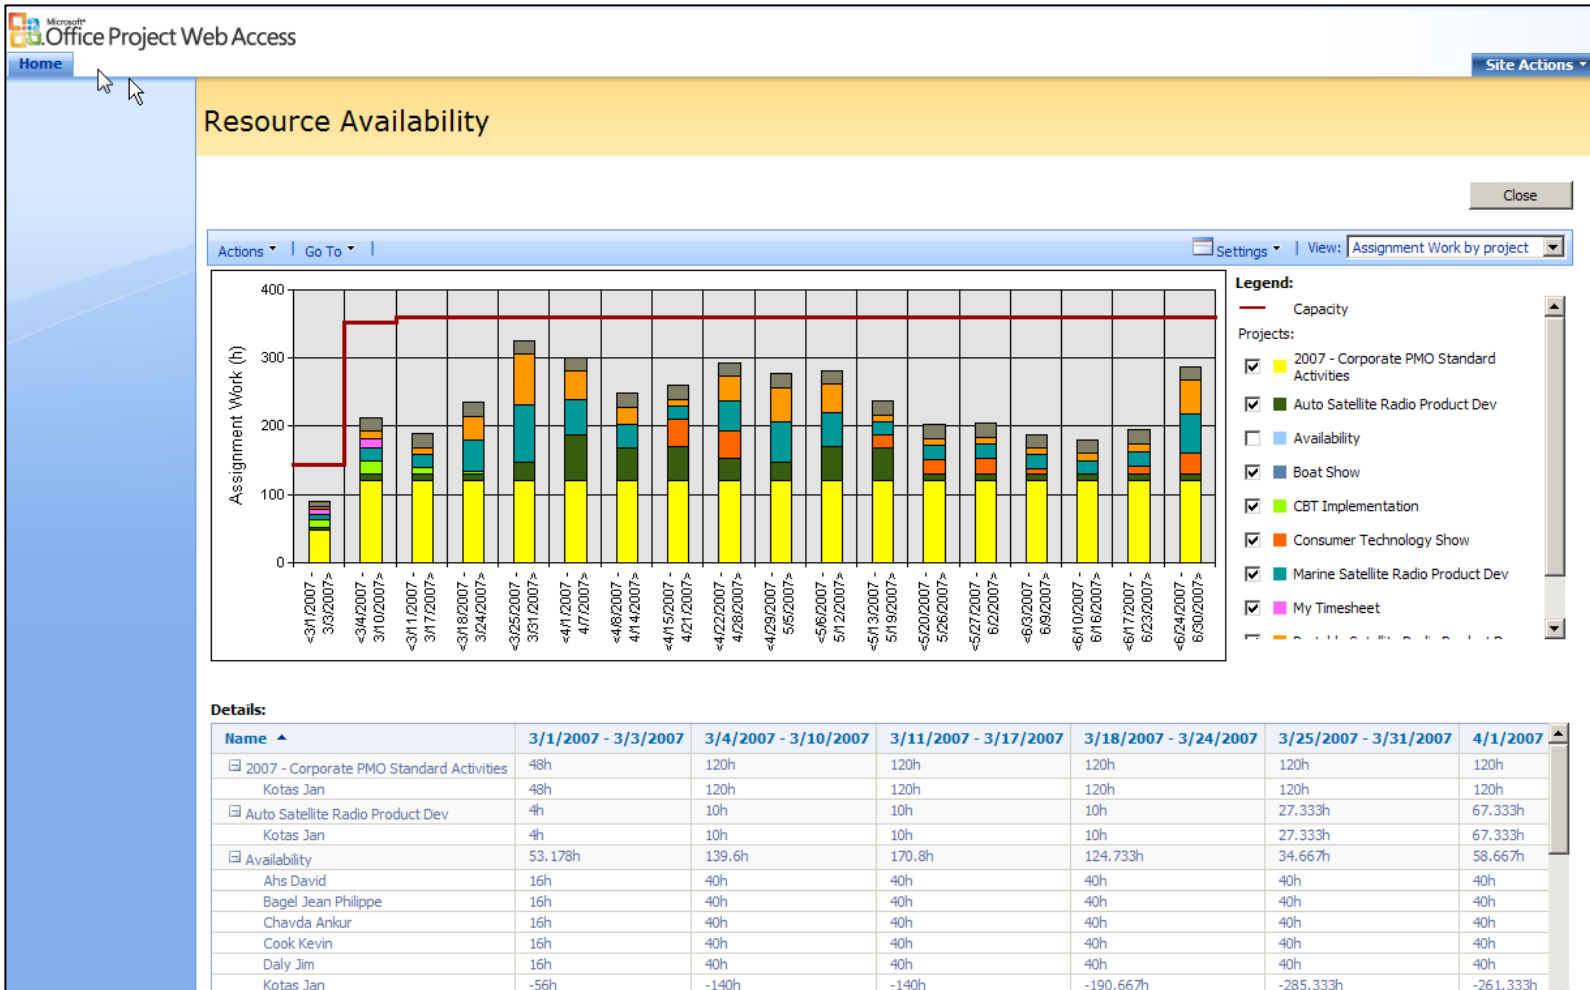 Microsoft®
Office Project Web Access
Home
Site Actions
Resource Availability
Close
Actions | Go To |
Settings | View: Assignment Work by project
Legend:
Capacity
Projects:
2007 - Corporate PMO Standard
Activities
Auto Satellite Radio Product Dev
Availability
Boat Show
CBT Implementation
Consumer Technology Show
Marine Satellite Radio Product Dev
My Timesheet
Assignment Work (h)
400
300
200
100
0
<3/1/2007 -
3/3/2007>
<3/4/2007 -
3/10/2007>
<3/11/2007 -
3/17/2007>
<3/18/2007 -
3/24/2007>
<3/25/2007 -
3/31/2007>
<4/1/2007 -
4/7/2007>
<4/8/2007 -
4/14/2007>
<4/15/2007 -
4/21/2007>
<4/22/2007 -
4/28/2007>
<4/29/2007 -
5/5/2007>
<5/6/2007 -
5/12/2007>
<5/13/2007 -
5/19/2007>
<5/20/2007 -
5/26/2007>
<5/27/2007 -
6/2/2007>
<6/3/2007 -
6/9/2007>
<6/10/2007 -
6/16/2007>
<6/17/2007 -
6/23/2007>
<6/24/2007 -
6/30/2007>
Details:
Name 3/1/2007 - 3/3/2007 3/4/2007 - 3/10/2007 3/11/2007 - 3/17/2007 3/18/2007 - 3/24/2007 3/25/2007 - 3/31/2007 4/1/2007
2007 - Corporate PMO Standard Activities 48h 120h 120h 120h 120h 120h
Kotas Jan 48h 120h 120h 120h 120h 120h
Auto Satellite Radio Product Dev 4h 10h 10h 10h 27.333h 67.333h
Kotas Jan 4h 10h 10h 10h 27.333h 67.333h
Availability 53.178h 139.6h 170.8h 124.733h 34.667h 58.667h
Ahs David 16h 40h 40h 40h 40h 40h
Bagel Jean Philippe 16h 40h 40h 40h 40h 40h
Chavda Ankur 16h 40h 40h 40h 40h 40h
Cook Kevin 16h 40h 40h 40h 40h 40h
Daly Jim 16h 40h 40h 40h 40h 40h
Kotas Jan -56h -140h -140h -190.667h -285.333h -261.333h